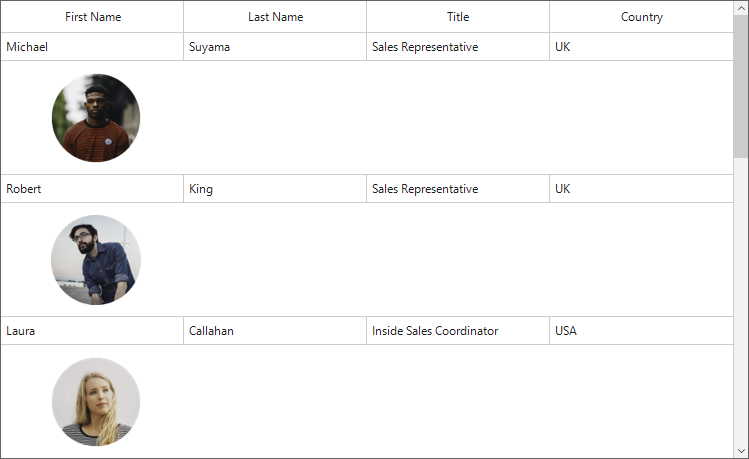 First Name Last Name Title Country
Michael Suyama Sales Representative UK
Robert King Sales Representative UK
Laura Callahan Inside Sales Coordinator USA